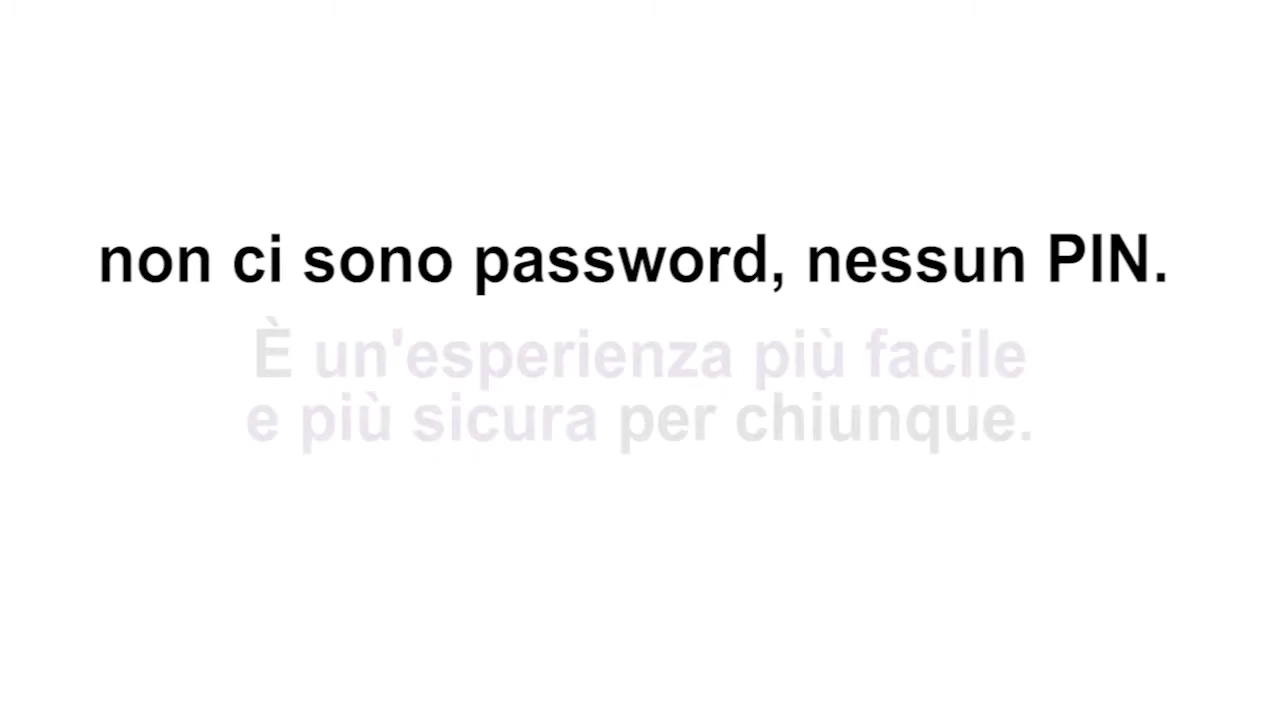 non ci sono password, nessun PIN.
È un'esperienza più facile
e più sicura per chiunque.